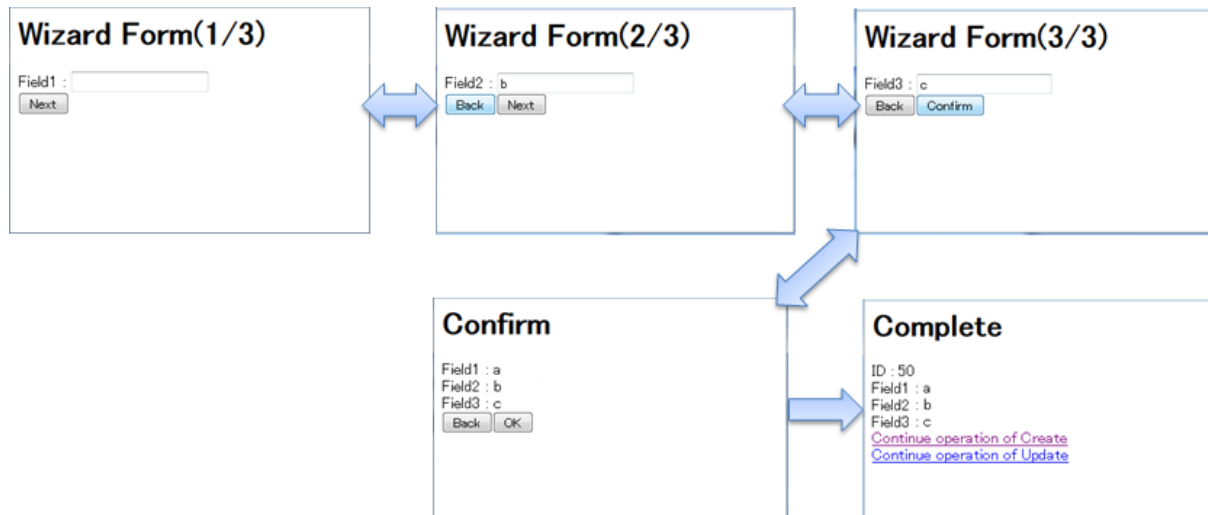 Wizard Form(1/3)
Field1 :
Next
Wizard Form(2/3)
Field2 : b
Back Next
Wizard Form(3/3)
Field3 : c
Back Confirm
Confirm
Field1 : a
Field2 : b
Field3 : c
Back OK
Complete
ID : 50
Field1 : a
Field2 : b
Field3 : c
Continue operation of Create
Continue operation of Update